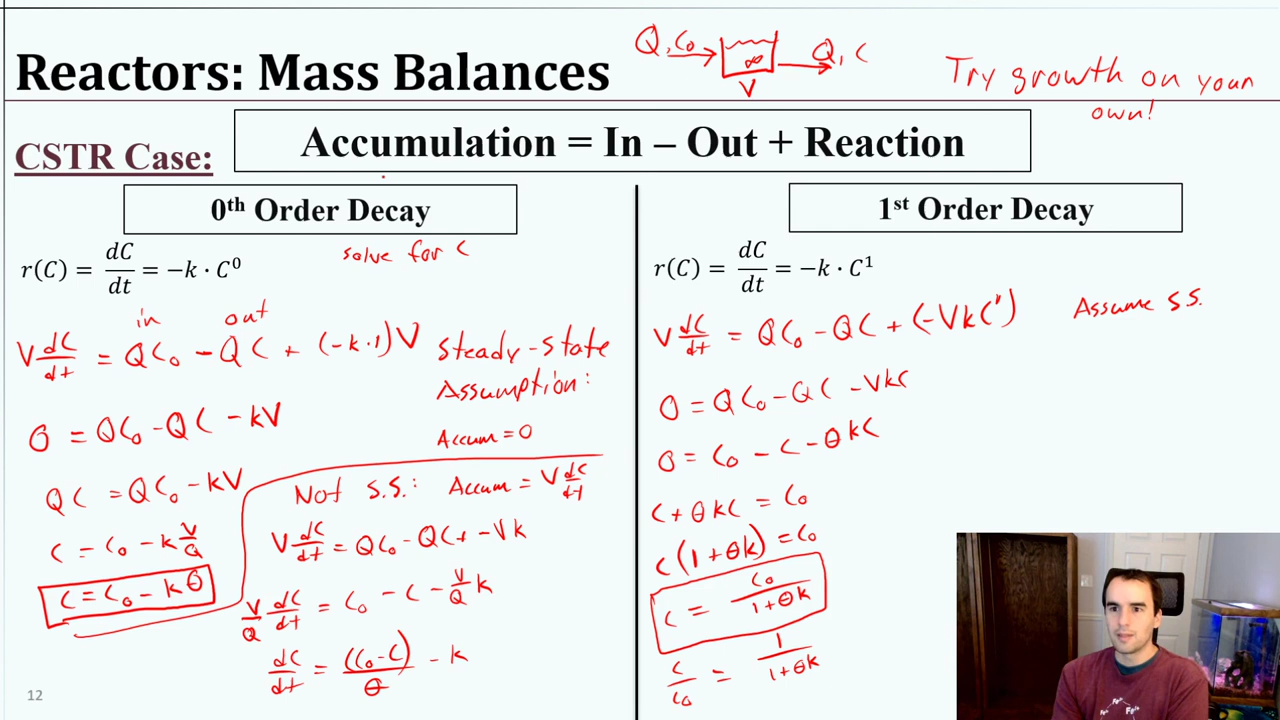 Reactors: Mass Balances
Q, C₀
∞
V
Q, C
Try growth on your
own!
CSTR Case:
Accumulation = In – Out + Reaction
0th Order Decay
r(C) = dC/dt = −k · C⁰
solve for C
in out
V dC/dt = QC₀ − QC + (−k·1)V
Steady-state
Assumption:
Accum = 0
0 = QC₀ − QC − kV
QC = QC₀ − kV
C = C₀ − k V/Q
C = C₀ − kθ
Not S.S.: Accum = V dC/dt
V dC/dt = QC₀ − QC + −Vk
V/Q dC/dt = C₀ − C − V/Q k
dC/dt = (C₀ − C)/θ − k
1st Order Decay
r(C) = dC/dt = −k · C¹
V dC/dt = QC₀ − QC + (−VkC¹)
Assume S.S.
0 = QC₀ − QC − VkC
0 = C₀ − C − θkC
C + θkC = C₀
C(1 + θk) = C₀
C = C₀/(1 + θk)
C/C₀ = 1/(1 + θk)
12